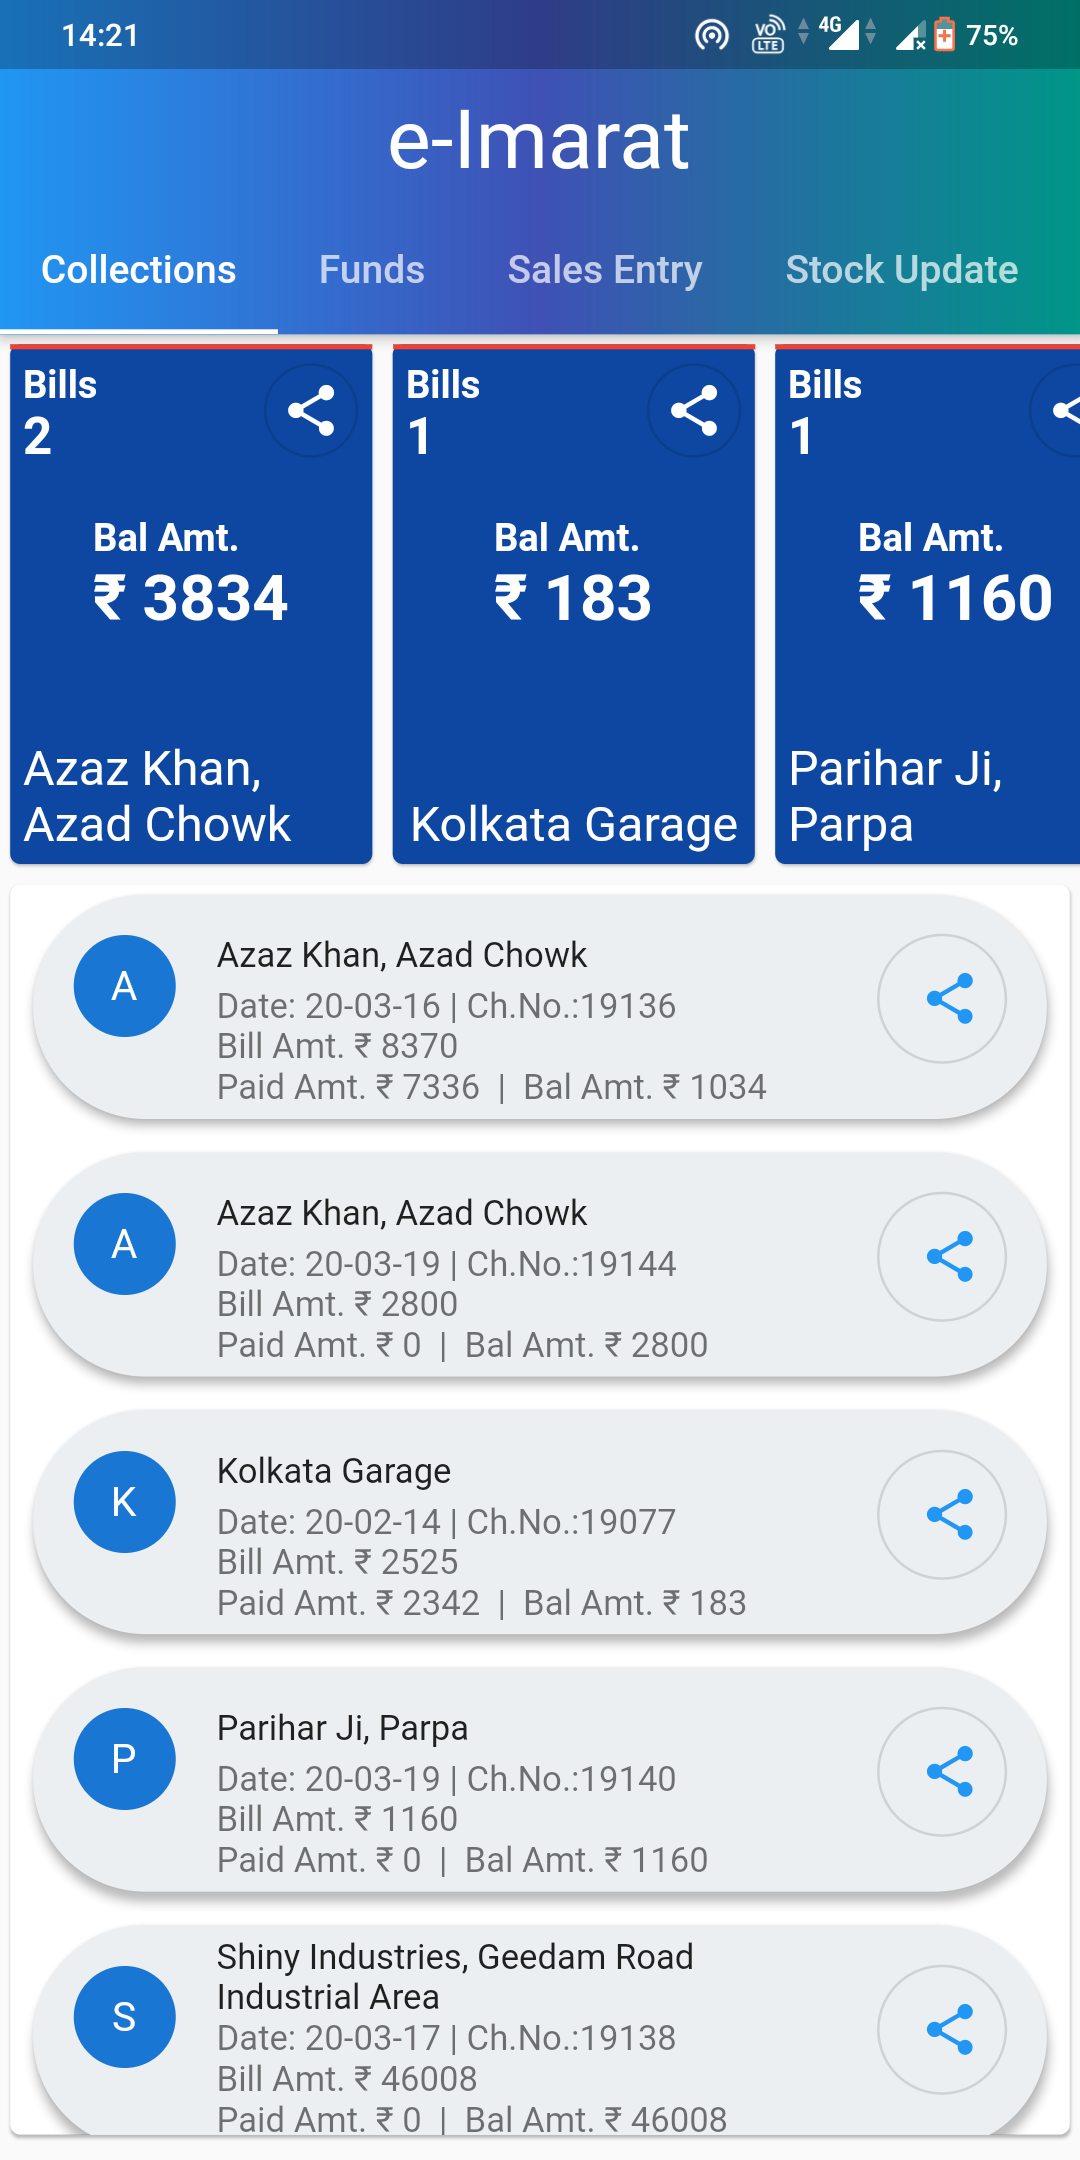 14:21
VO LTE 4G 75%
e-Imarat
Collections Funds Sales Entry Stock Update
Bills
2
Bal Amt.
₹ 3834
Azaz Khan,
Azad Chowk
Bills
1
Bal Amt.
₹ 183
Kolkata Garage
Bills
1
Bal Amt.
₹ 1160
Parihar Ji,
Parpa
A
Azaz Khan, Azad Chowk
Date: 20-03-16 | Ch.No.:19136
Bill Amt. ₹ 8370
Paid Amt. ₹ 7336 | Bal Amt. ₹ 1034
A
Azaz Khan, Azad Chowk
Date: 20-03-19 | Ch.No.:19144
Bill Amt. ₹ 2800
Paid Amt. ₹ 0 | Bal Amt. ₹ 2800
K
Kolkata Garage
Date: 20-02-14 | Ch.No.:19077
Bill Amt. ₹ 2525
Paid Amt. ₹ 2342 | Bal Amt. ₹ 183
P
Parihar Ji, Parpa
Date: 20-03-19 | Ch.No.:19140
Bill Amt. ₹ 1160
Paid Amt. ₹ 0 | Bal Amt. ₹ 1160
S
Shiny Industries, Geedam Road
Industrial Area
Date: 20-03-17 | Ch.No.:19138
Bill Amt. ₹ 46008
Paid Amt. ₹ 0 | Bal Amt. ₹ 46008